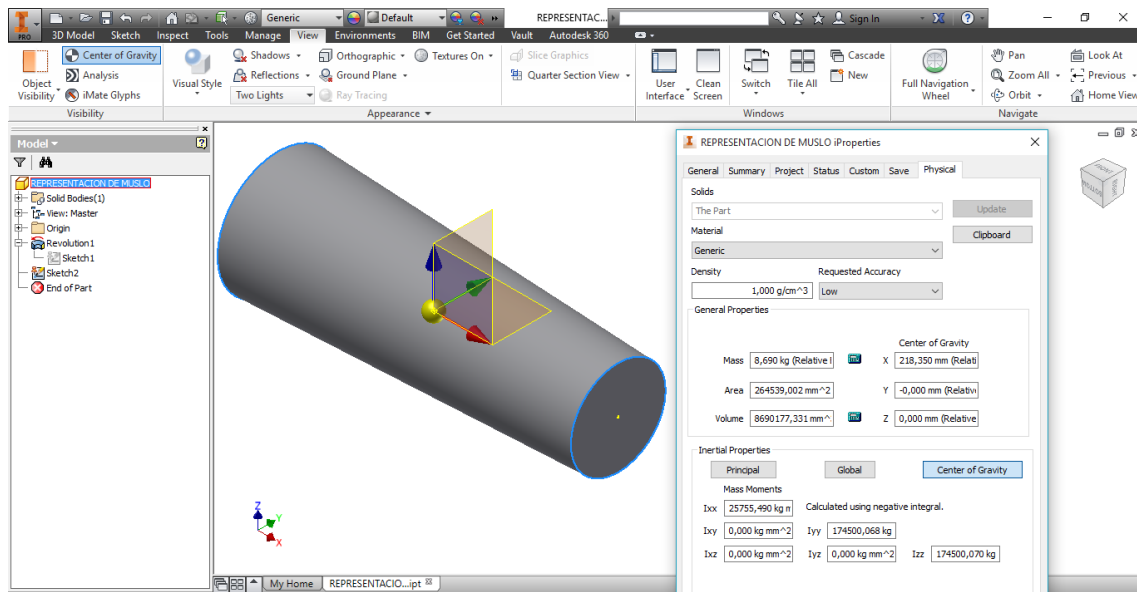 PRO
Generic
Default
REPRESENTAC...
Sign In
3D Model Sketch Inspect Tools Manage View Environments BIM Get Started Vault Autodesk 360
Object Visibility
Center of Gravity
Analysis
iMate Glyphs
Visibility
Visual Style
Shadows
Reflections
Two Lights
Orthographic
Ground Plane
Ray Tracing
Textures On
Appearance
Slice Graphics
Quarter Section View
User Interface
Clean Screen
Switch
Tile All
Cascade
New
Windows
Full Navigation Wheel
Pan
Zoom All
Orbit
Look At
Previous
Home View
Navigate
Model
REPRESENTACION DE MUSLO
Solid Bodies(1)
View: Master
Origin
Revolution1
Sketch1
Sketch2
End of Part
Z
Y
X
FRONT
REPRESENTACION DE MUSLO iProperties
General Summary Project Status Custom Save Physical
Solids
The Part
Update
Material
Generic
Clipboard
Density
Requested Accuracy
1,000 g/cm^3
Low
General Properties
Center of Gravity
Mass 8,690 kg (Relative
X 218,350 mm (Relati
Area 264539,002 mm^2
Y -0,000 mm (Relativ
Volume 8690177,331 mm^
Z 0,000 mm (Relative
Inertial Properties
Principal
Global
Center of Gravity
Mass Moments
Ixx 25755,490 kg
Calculated using negative integral.
Ixy 0,000 kg mm^2
Iyy 174500,068 kg
Ixz 0,000 kg mm^2
Iyz 0,000 kg mm^2
Izz 174500,070 kg
My Home
REPRESENTACIO...ipt